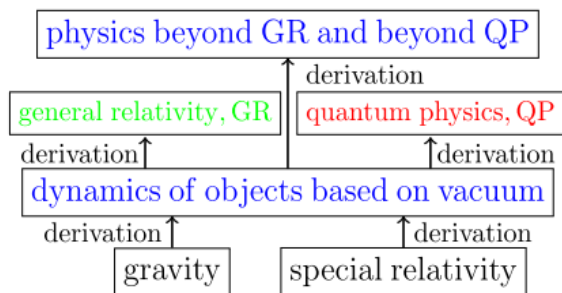 physics beyond GR and beyond QP
derivation
general relativity, GR
quantum physics, QP
derivation
derivation
dynamics of objects based on vacuum
derivation
derivation
gravity
special relativity